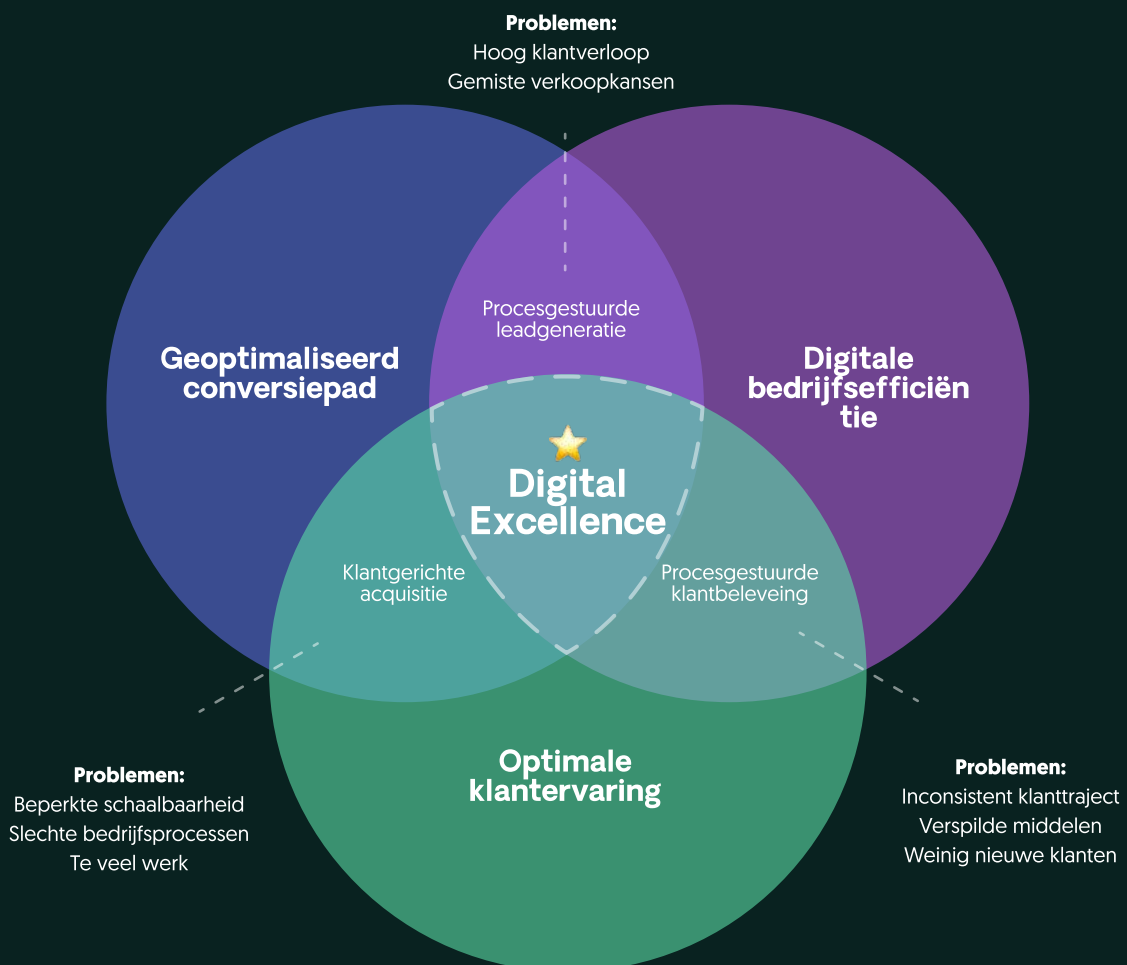 Problemen:
Hoog klantverloop
Gemiste verkoopkansen
Procesgestuurde
leadgeneratie
Geoptimaliseerd
conversiepad
Digitale
bedrijfsefficiën
tie
Digital
Excellence
Klantgerichte
acquisitie
Procesgestuurde
klantbeleveing
Optimale
klantervaring
Problemen:
Beperkte schaalbaarheid
Slechte bedrijfsprocessen
Te veel werk
Problemen:
Inconsistent klanttraject
Verspilde middelen
Weinig nieuwe klanten